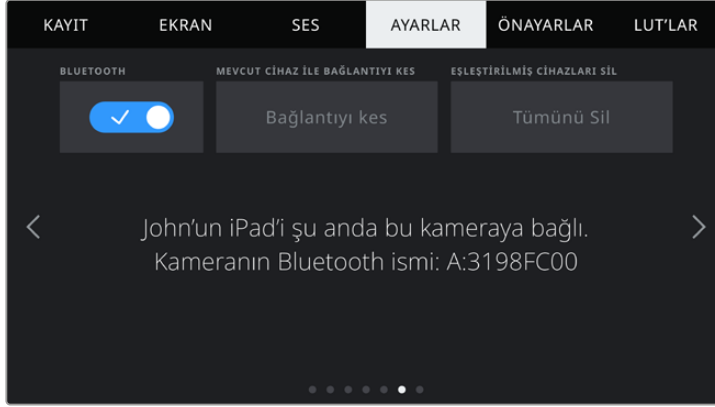 KAYIT EKRAN SES AYARLAR ÖNAYARLAR LUT’LAR
BLUETOOTH MEVCUT CİHAZ İLE BAĞLANTIYI KES EŞLEŞTİRİLMİŞ CİHAZLARI SİL
Bağlantıyı kes Tümünü Sil
John’un iPad’i şu anda bu kameraya bağlı.
Kameranın Bluetooth ismi: A:3198FC00